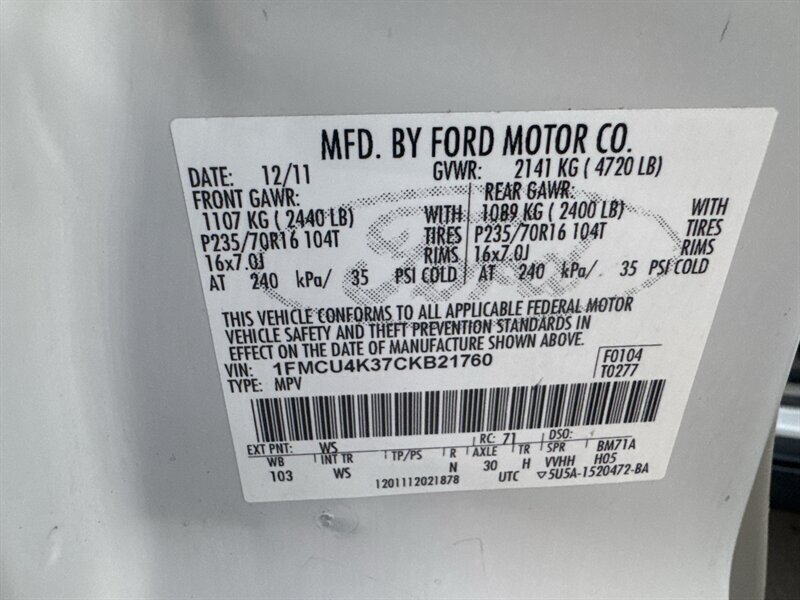 MFD. BY FORD MOTOR CO.
DATE: 12/11 GVWR: 2141 KG ( 4720 LB)
FRONT GAWR: REAR GAWR:
1107 KG ( 2440 LB) WITH 1089 KG ( 2400 LB) WITH
P235/70R16 104T TIRES P235/70R16 104T TIRES
16x7.0J RIMS 16x7.0J RIMS
AT 240 kPa/ 35 PSI COLD AT 240 kPa/ 35 PSI COLD
THIS VEHICLE CONFORMS TO ALL APPLICABLE FEDERAL MOTOR
VEHICLE SAFETY AND THEFT PREVENTION STANDARDS IN
EFFECT ON THE DATE OF MANUFACTURE SHOWN ABOVE.
VIN: 1FMCU4K37CKB21760 F0104
TYPE: MPV T0277
EXT PNT: WS RC: 71 DSO:
WB INT TR TP/PS R AXLE TR SPR BM71A
103 WS N 30 H VVHH H05
1201112021878 UTC ▽5U5A-1520472-BA